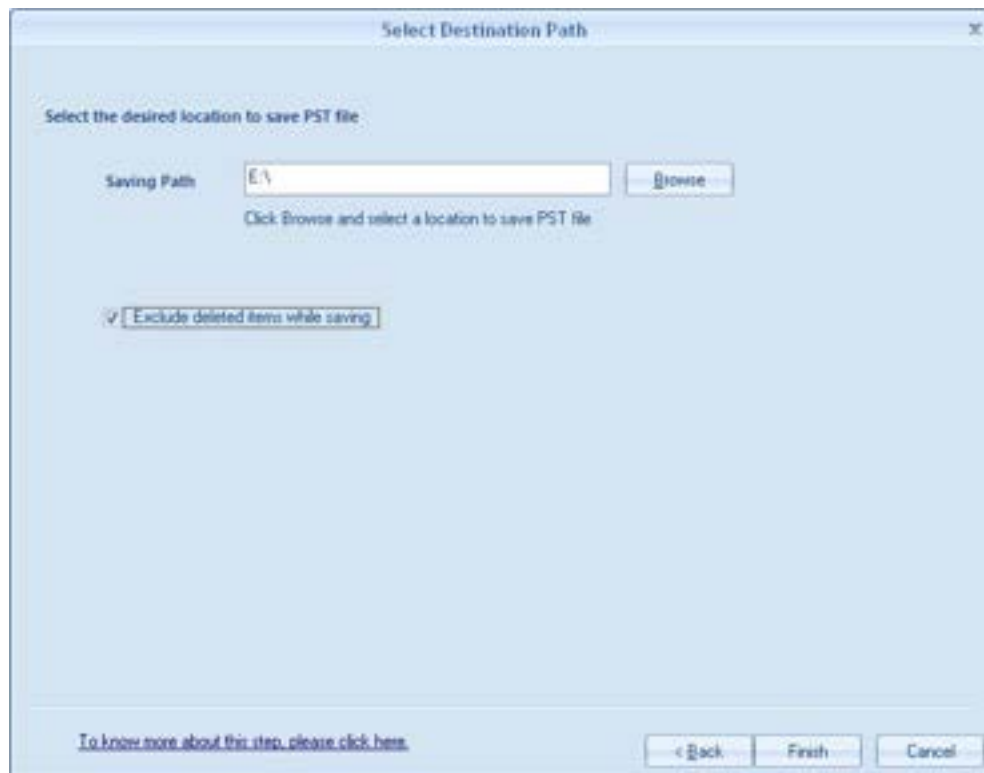 Select Destination Path
Select the desired location to save PST file
Saving Path E:\ Browse
Click Browse and select a location to save PST file
Exclude deleted items while saving
To know more about this step, please click here.
< Back Finish Cancel